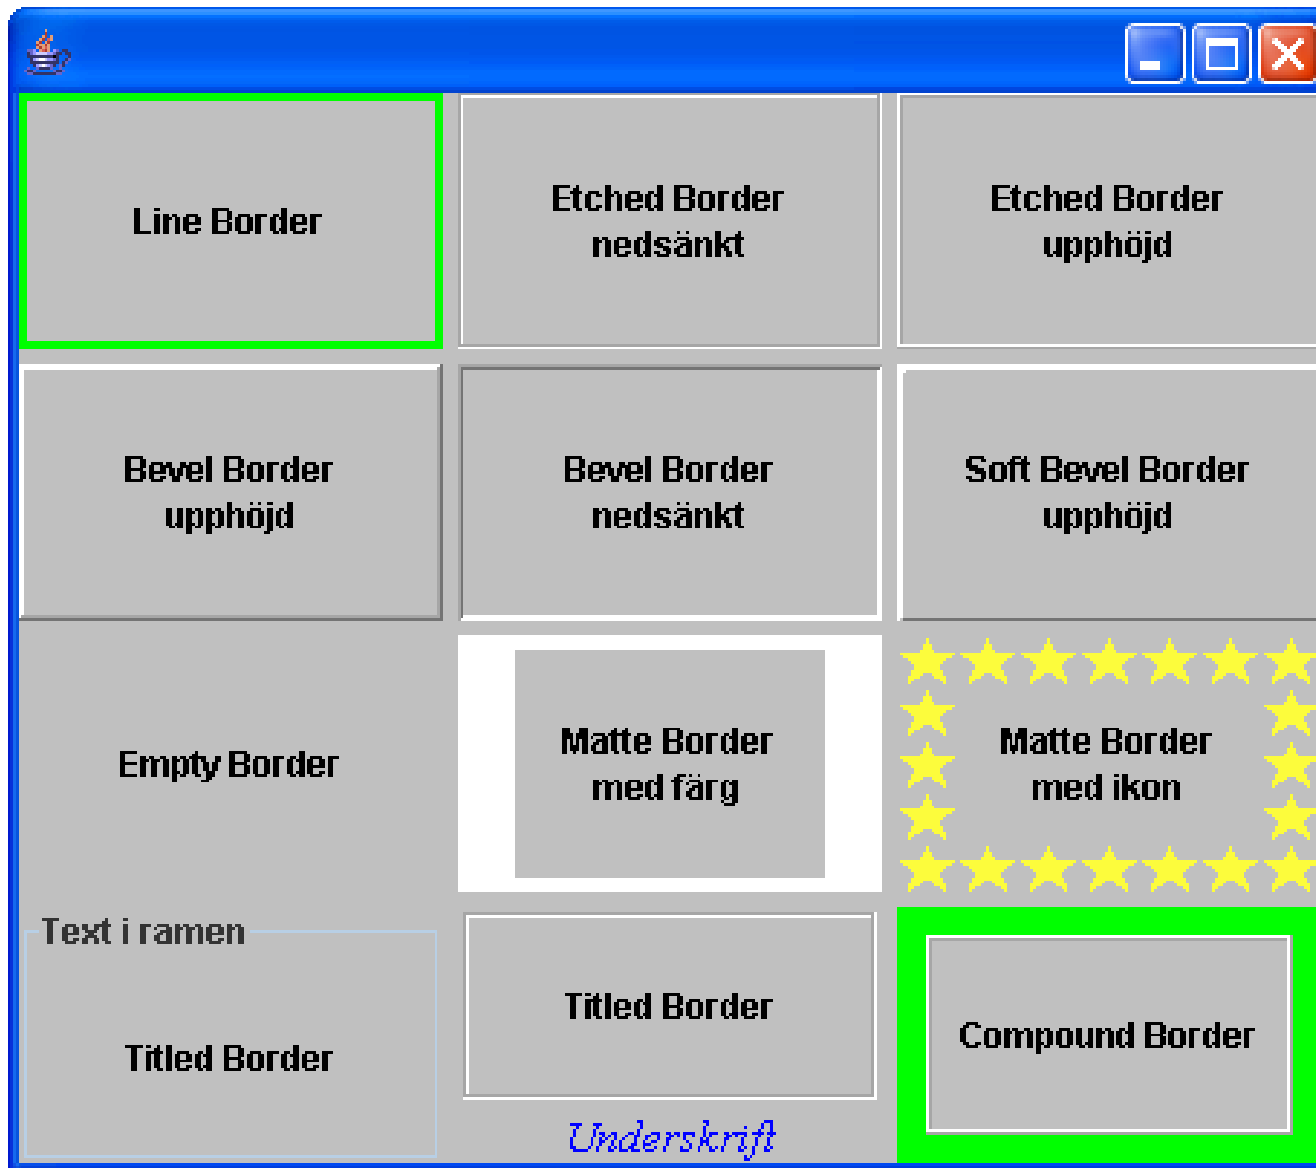 Line Border
Etched Border
nedsänkt
Etched Border
upphöjd
Bevel Border
upphöjd
Bevel Border
nedsänkt
Soft Bevel Border
upphöjd
Empty Border
Matte Border
med färg
Matte Border
med ikon
Text i ramen
Titled Border
Titled Border
Underskrift
Compound Border